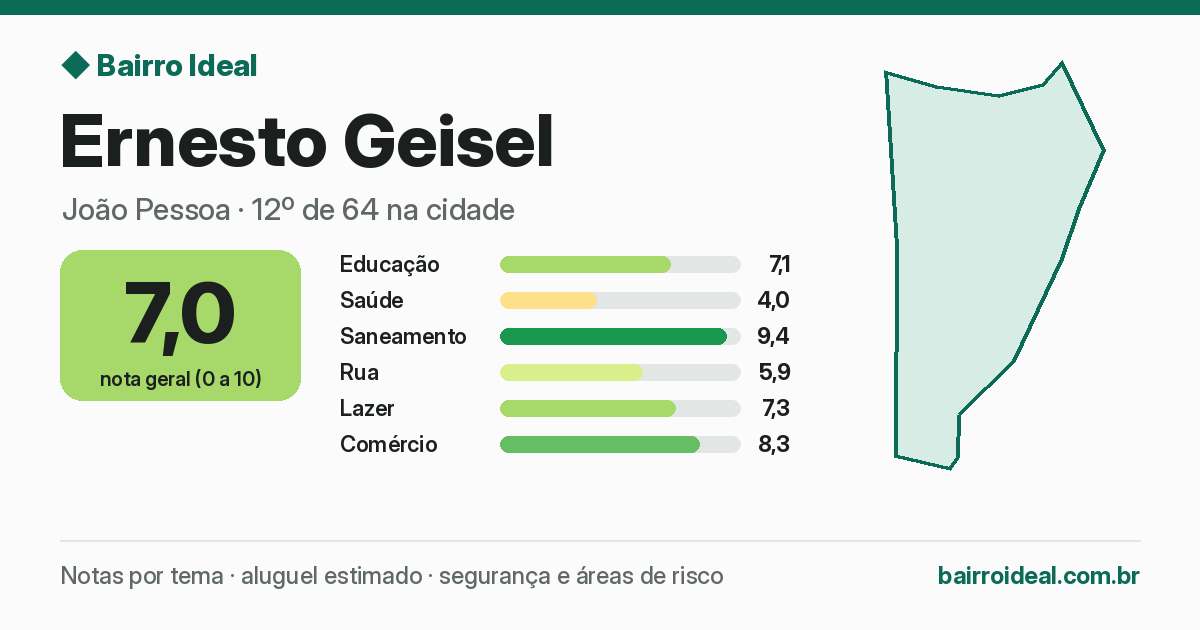 Bairro Ideal
Ernesto Geisel
João Pessoa · 12º de 64 na cidade
7,0
nota geral (0 a 10)
Educação 7,1
Saúde 4,0
Saneamento 9,4
Rua 5,9
Lazer 7,3
Comércio 8,3
Notas por tema · aluguel estimado · segurança e áreas de risco
bairroideal.com.br